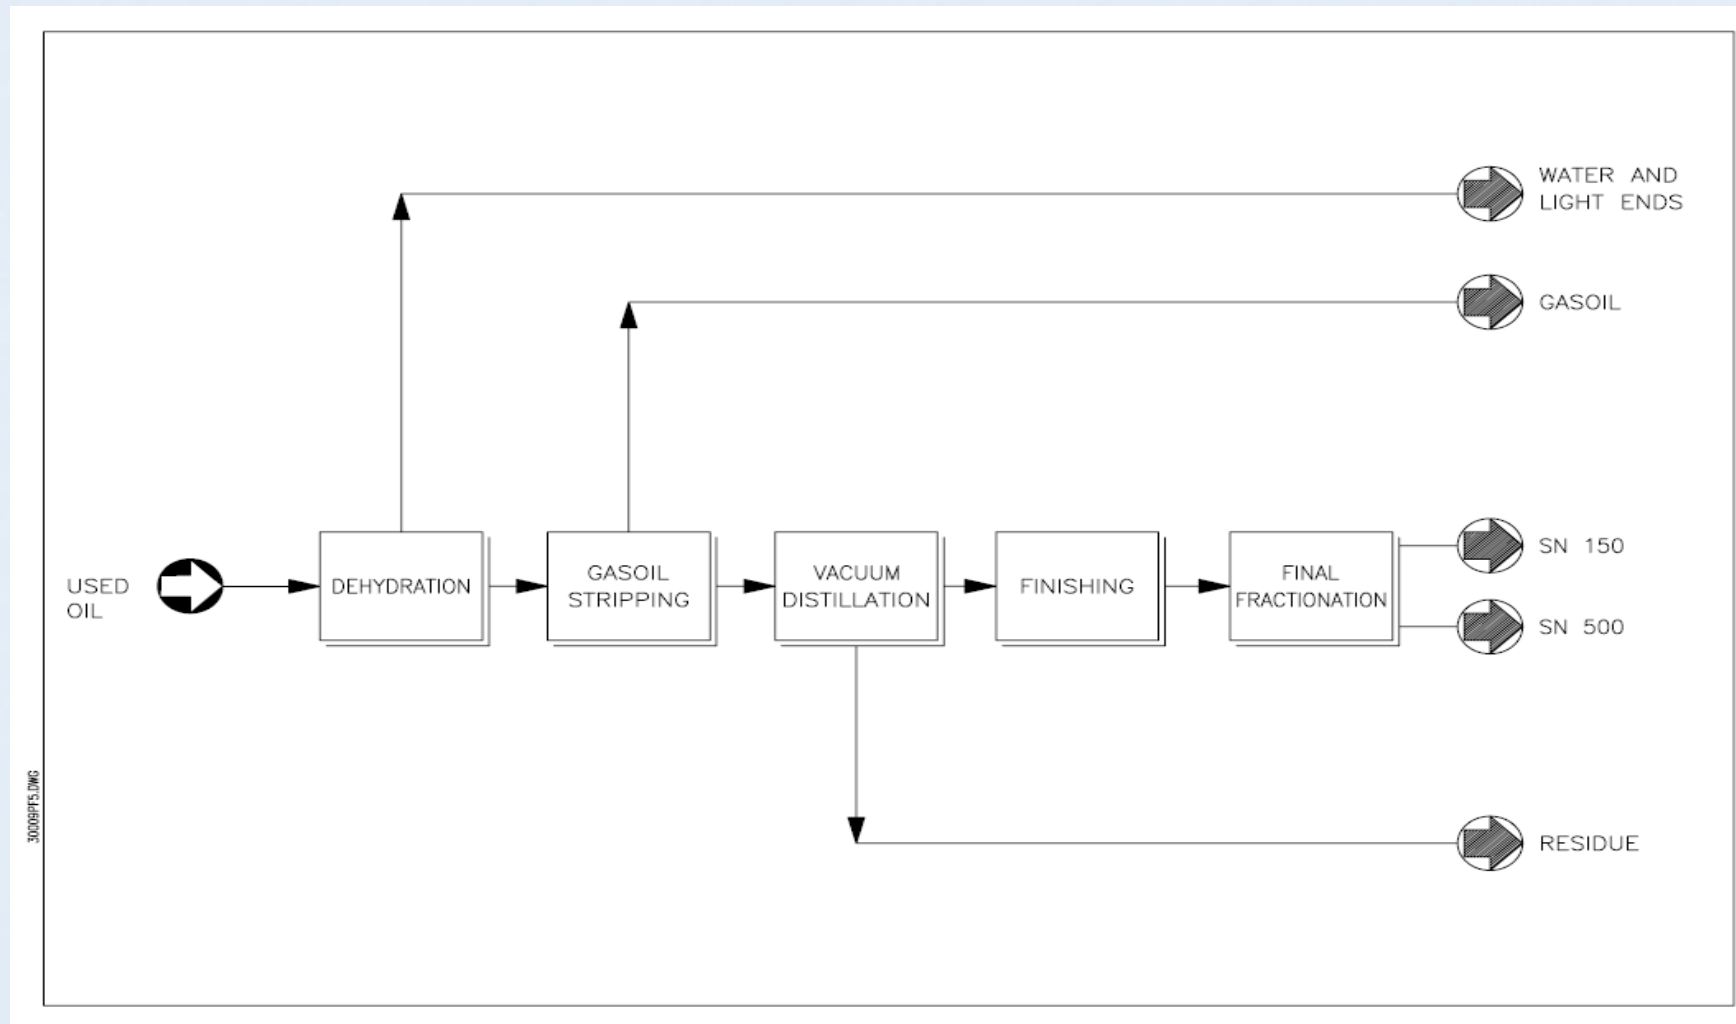 WATER AND
LIGHT ENDS
GASOIL
USED
OIL
DEHYDRATION
GASOIL
STRIPPING
VACUUM
DISTILLATION
FINISHING
FINAL
FRACTIONATION
SN 150
SN 500
RESIDUE
30009PF5.DWG